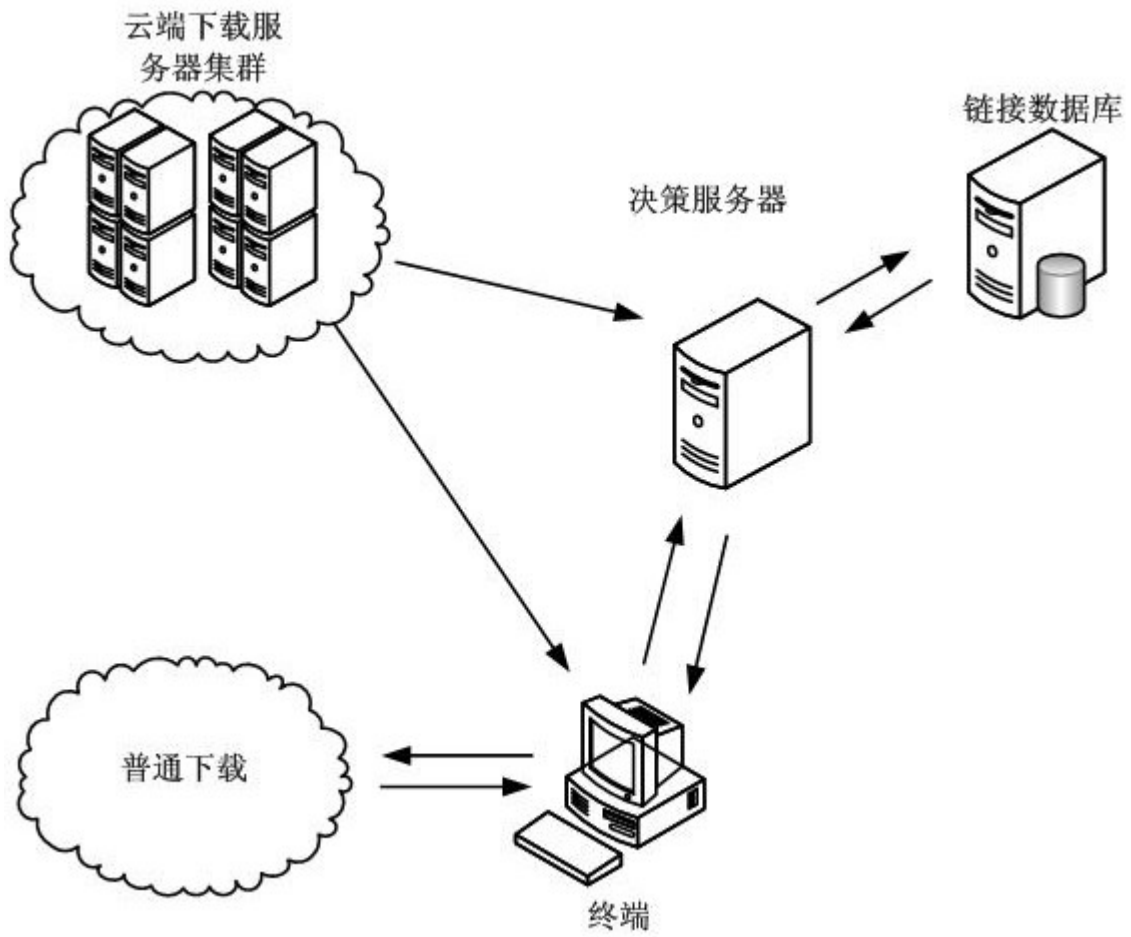 云端下载服
务器集群
链接数据库
决策服务器
普通下载
终端